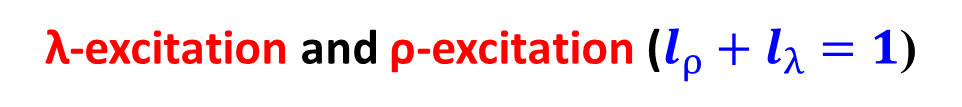 λ-excitation and ρ-excitation (lρ + lλ = 1)